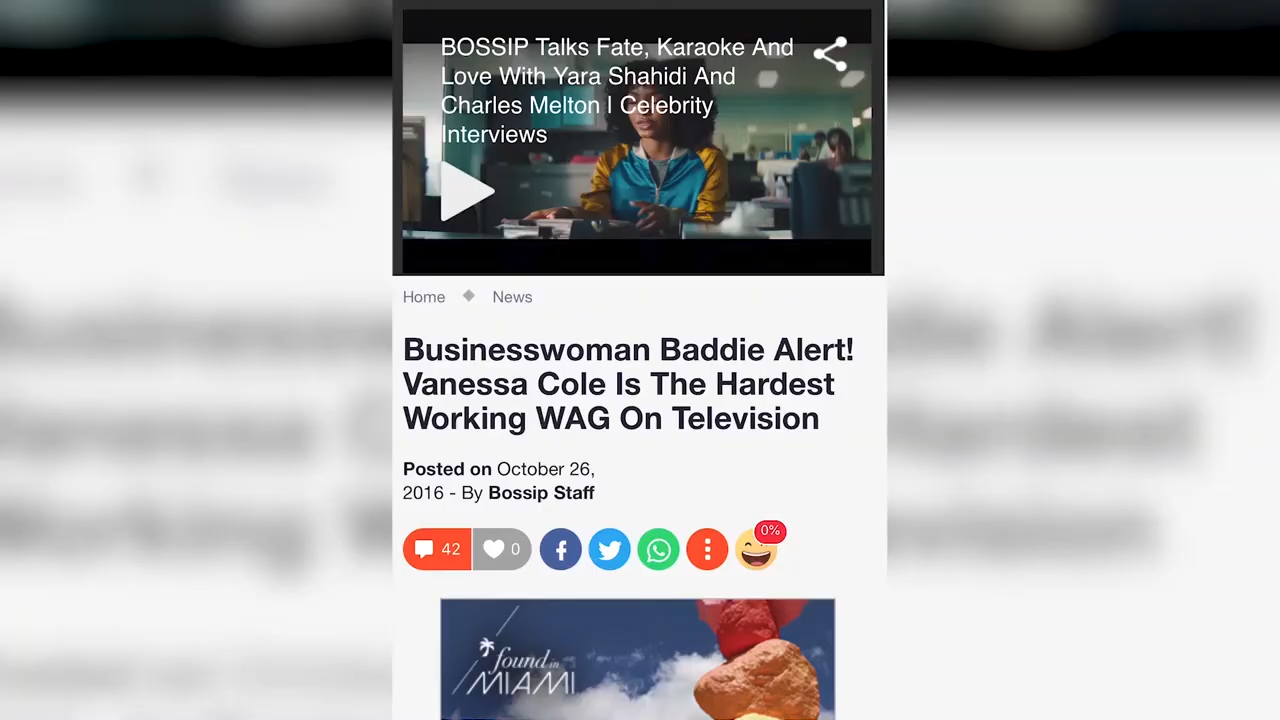 BOSSIP Talks Fate, Karaoke And
Love With Yara Shahidi And
Charles Melton | Celebrity
Interviews
Home
News
Businesswoman Baddie Alert!
Vanessa Cole Is The Hardest
Working WAG On Television
Posted on October 26,
2016 - By Bossip Staff
42
0
0%
found in
MIAMI